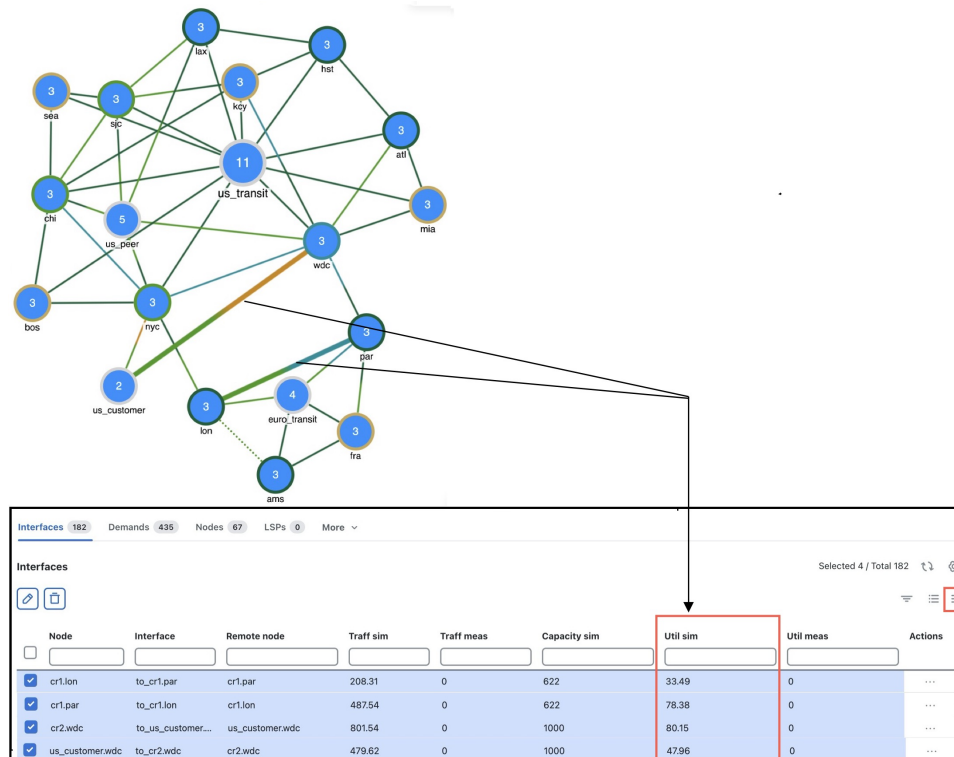 3
lax
3
hst
3
kcy
3
sea
3
sjc
3
atl
11
us_transit
3
chi
3
mia
5
us_peer
3
wdc
3
bos
3
nyc
3
par
2
us_customer
3
lon
4
euro_transit
3
fra
3
ams
Interfaces 182 Demands 435 Nodes 67 LSPs 0 More
Interfaces Selected 4 / Total 182
Node Interface Remote node Traff sim Traff meas Capacity sim Util sim Util meas Actions
cr1.lon to_cr1.par cr1.par 208.31 0 622 33.49 0 ...
cr1.par to_cr1.lon cr1.lon 487.54 0 622 78.38 0 ...
cr2.wdc to_us_customer.... us_customer.wdc 801.54 0 1000 80.15 0 ...
us_customer.wdc to_cr2.wdc cr2.wdc 479.62 0 1000 47.96 0 ...